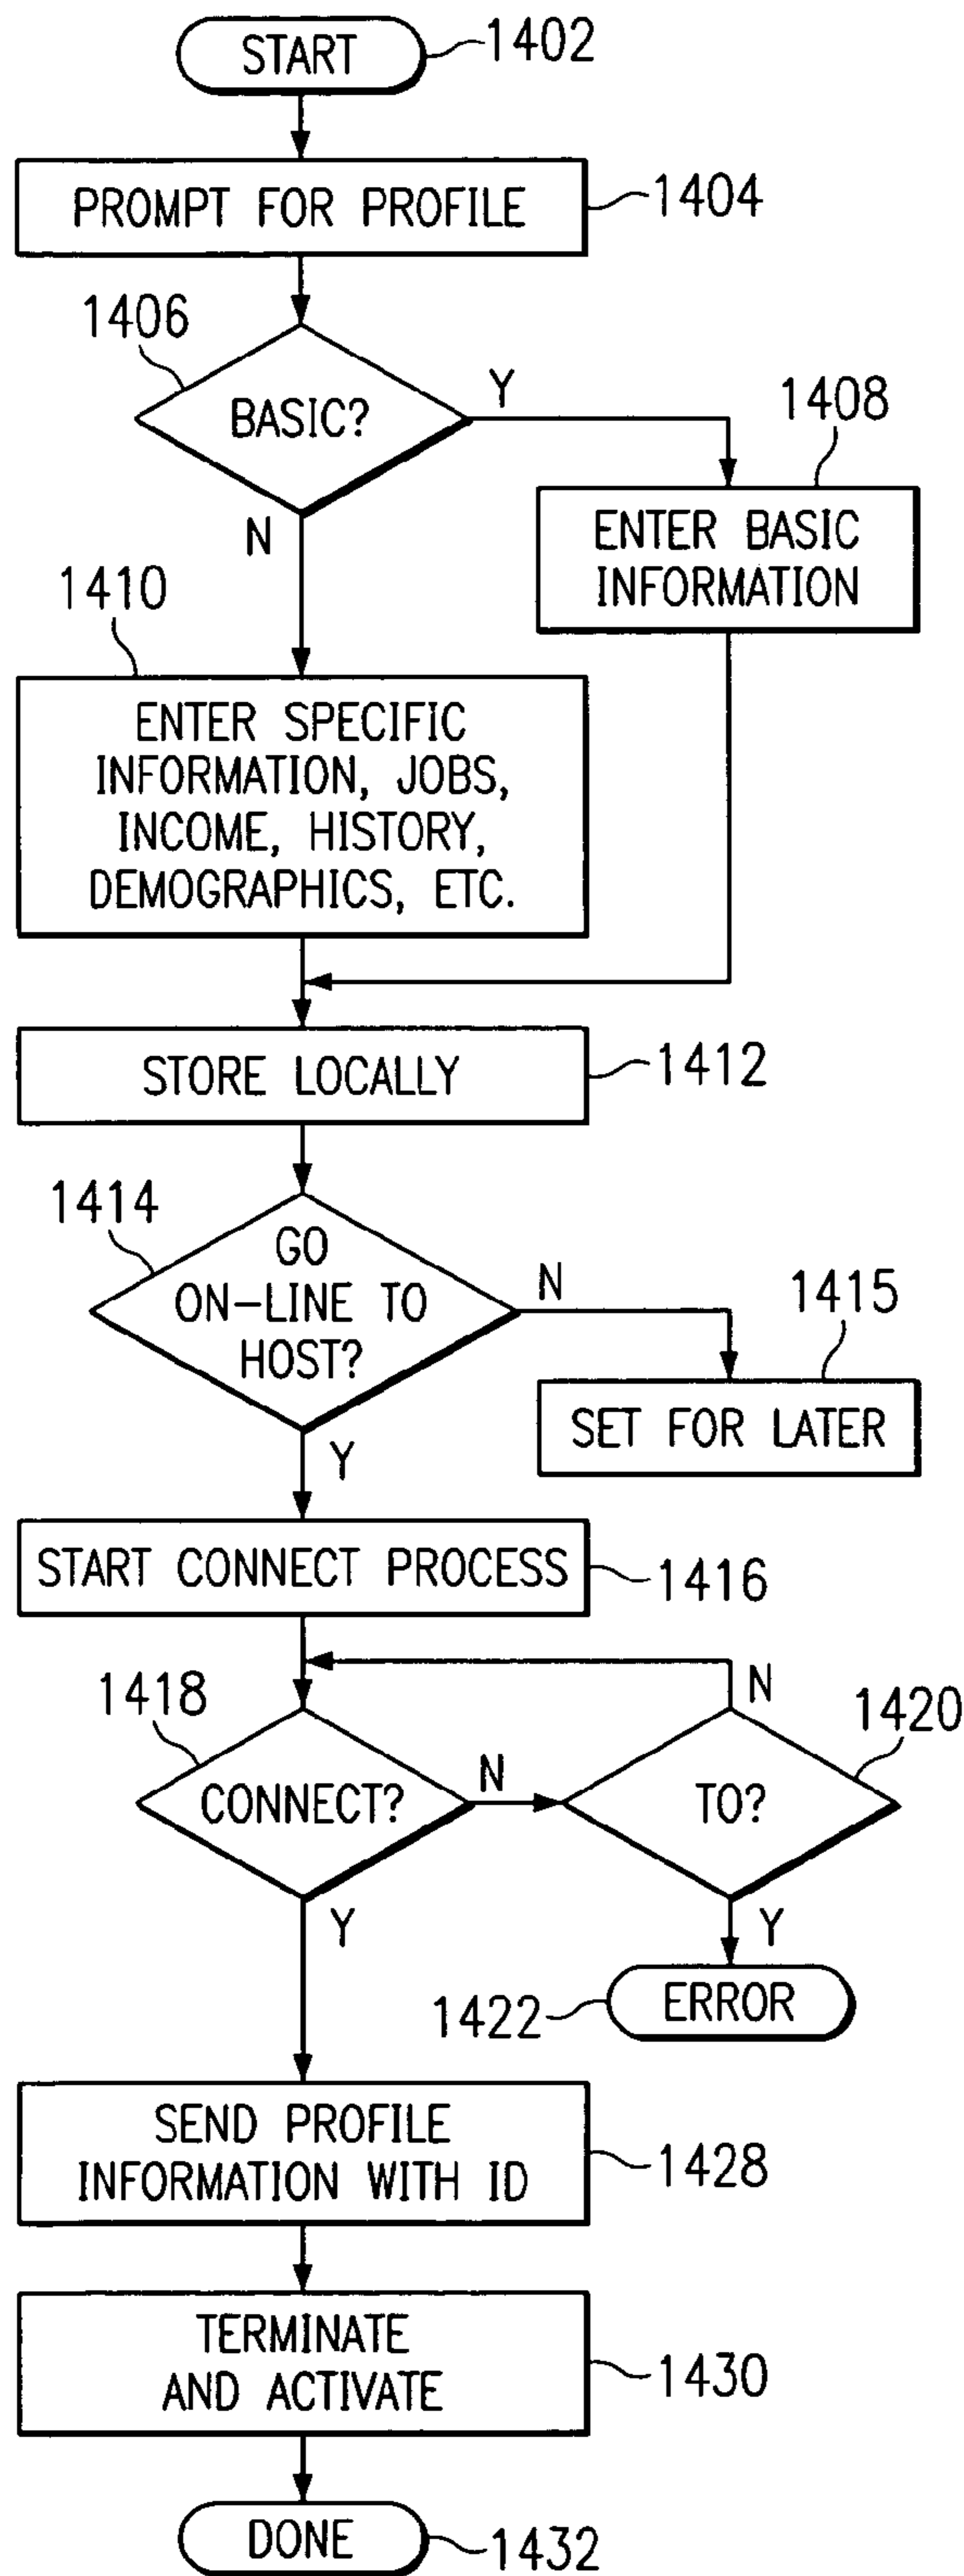 START
1402
PROMPT FOR PROFILE
1404
1406
BASIC?
Y
N
1408
ENTER BASIC
INFORMATION
1410
ENTER SPECIFIC
INFORMATION, JOBS,
INCOME, HISTORY,
DEMOGRAPHICS, ETC.
STORE LOCALLY
1412
1414
GO
ON-LINE TO
HOST?
N
Y
1415
SET FOR LATER
START CONNECT PROCESS
1416
1418
CONNECT?
N
Y
N
1420
TO?
Y
1422
ERROR
SEND PROFILE
INFORMATION WITH ID
1428
TERMINATE
AND ACTIVATE
1430
DONE
1432